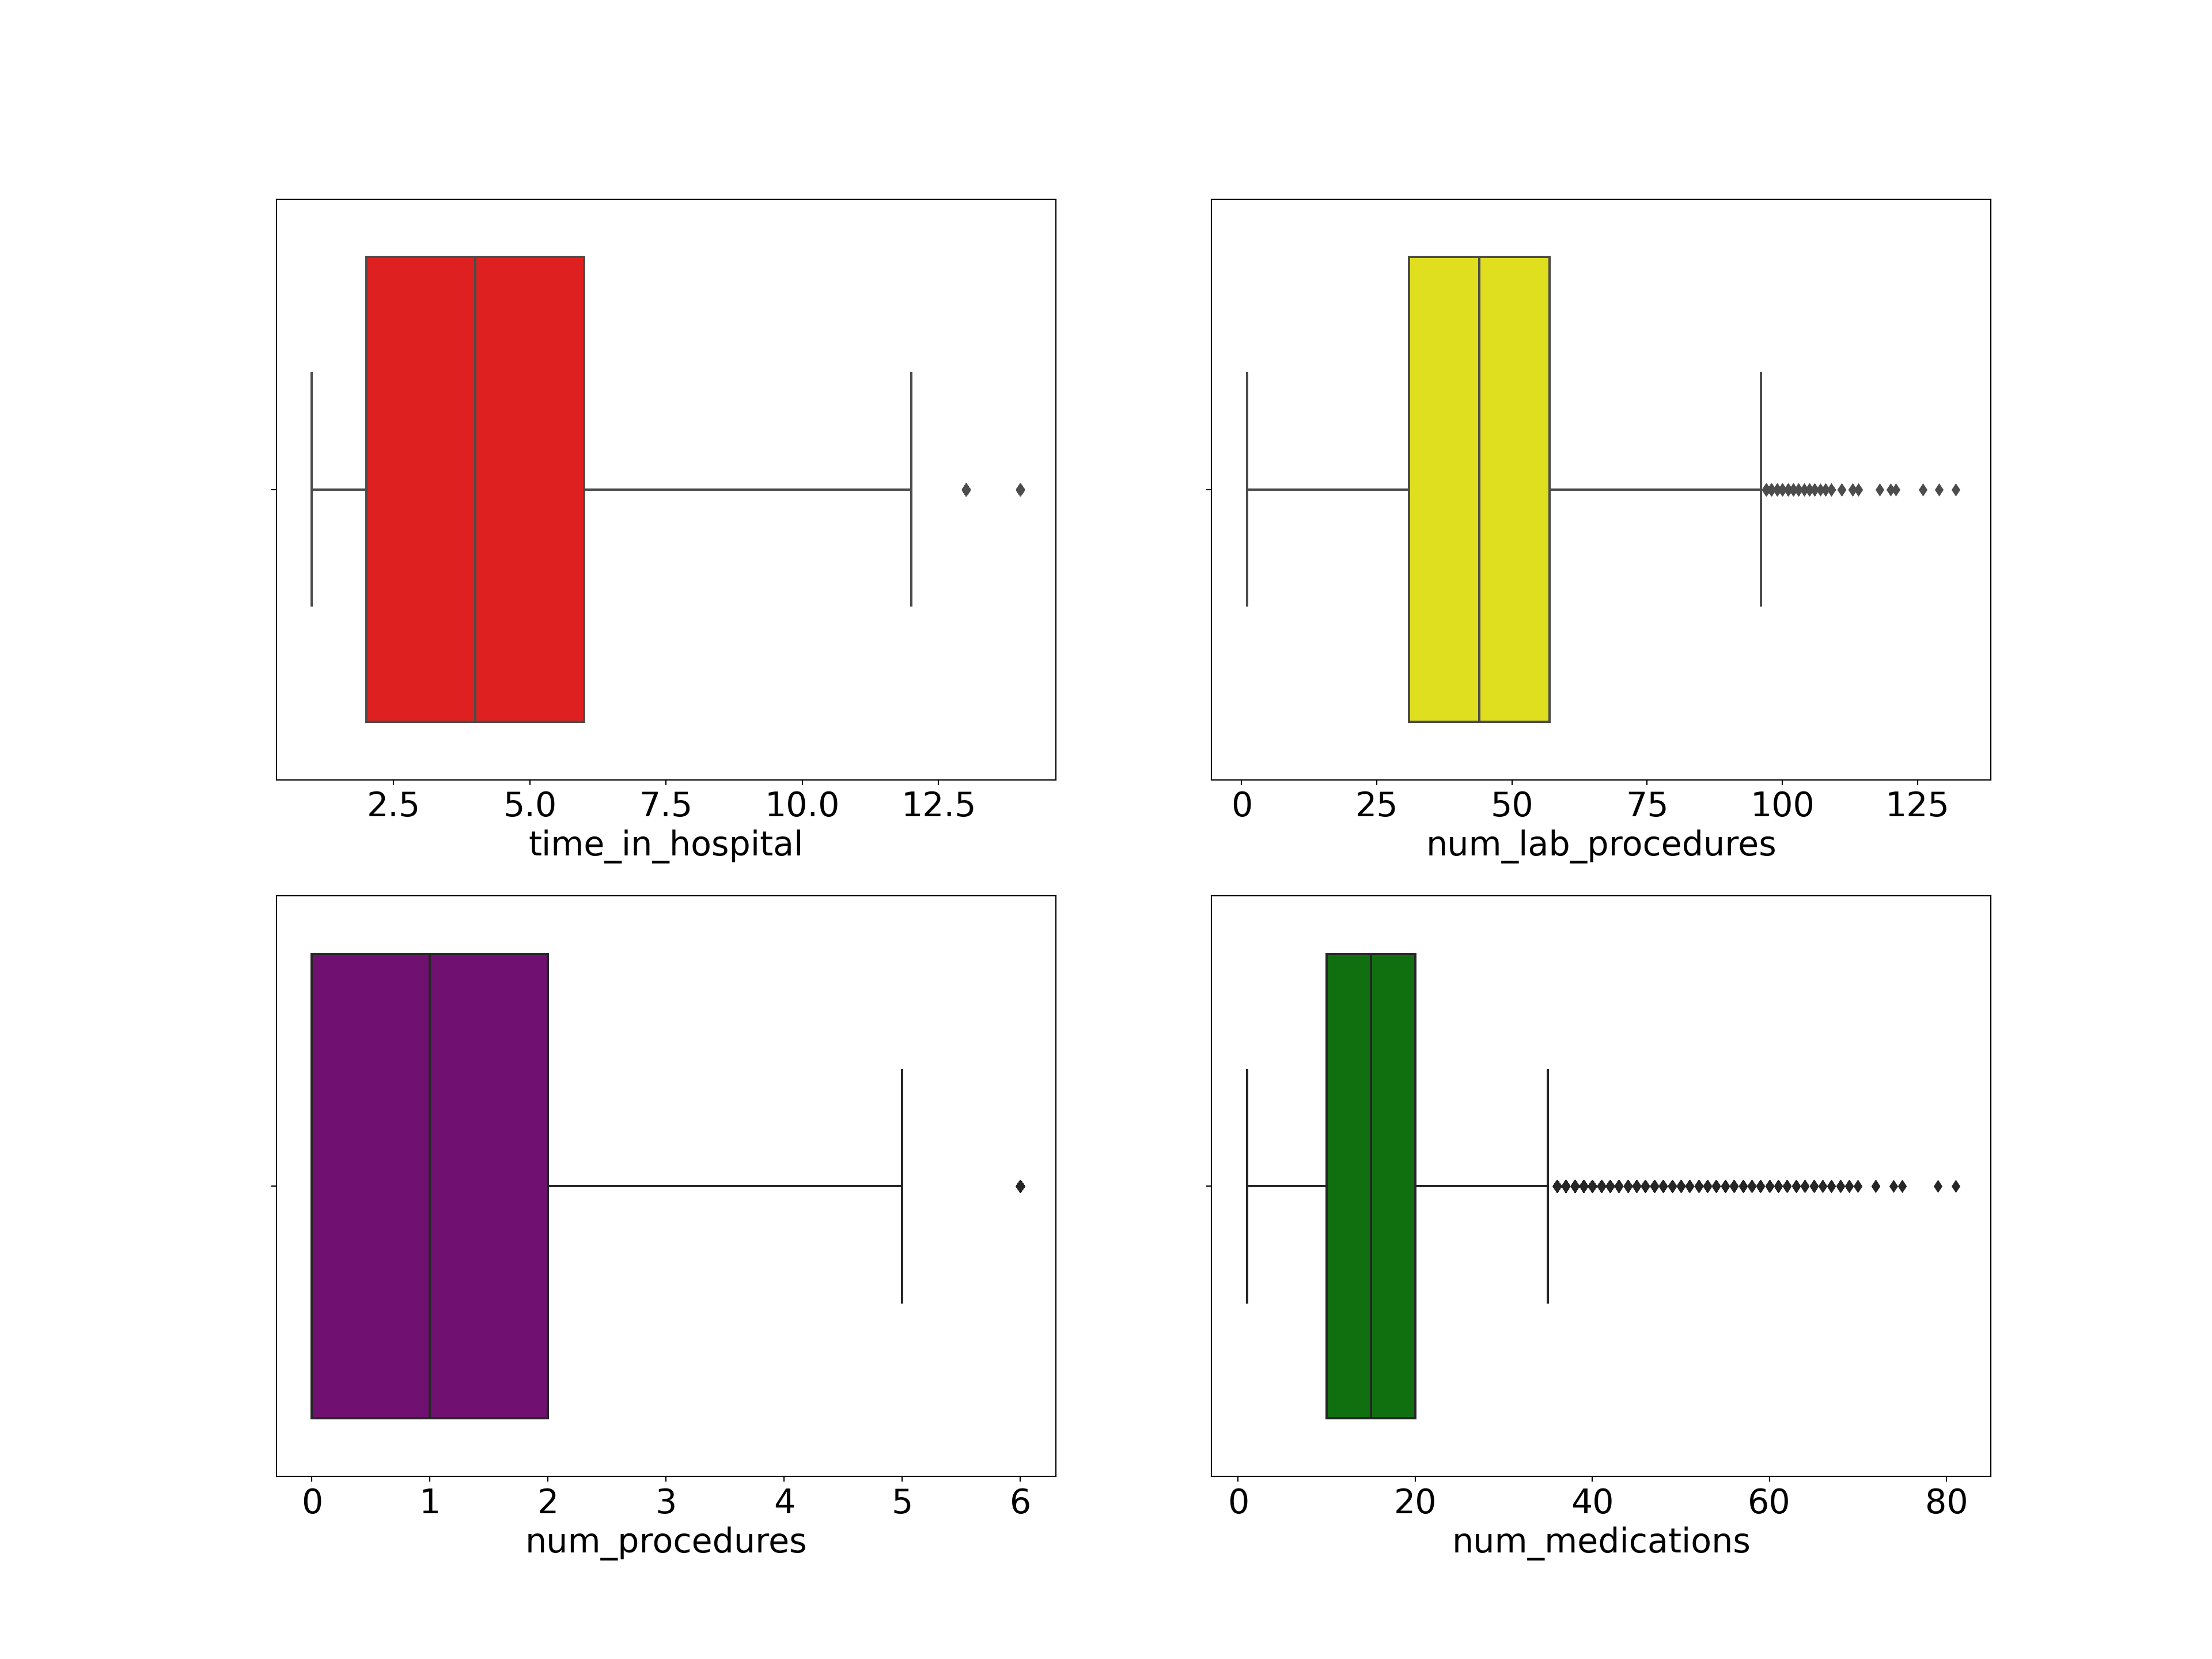 2.5 5.0 7.5 10.0 12.5
time_in_hospital
0 25 50 75 100 125
num_lab_procedures
0 1 2 3 4 5 6
num_procedures
0 20 40 60 80
num_medications